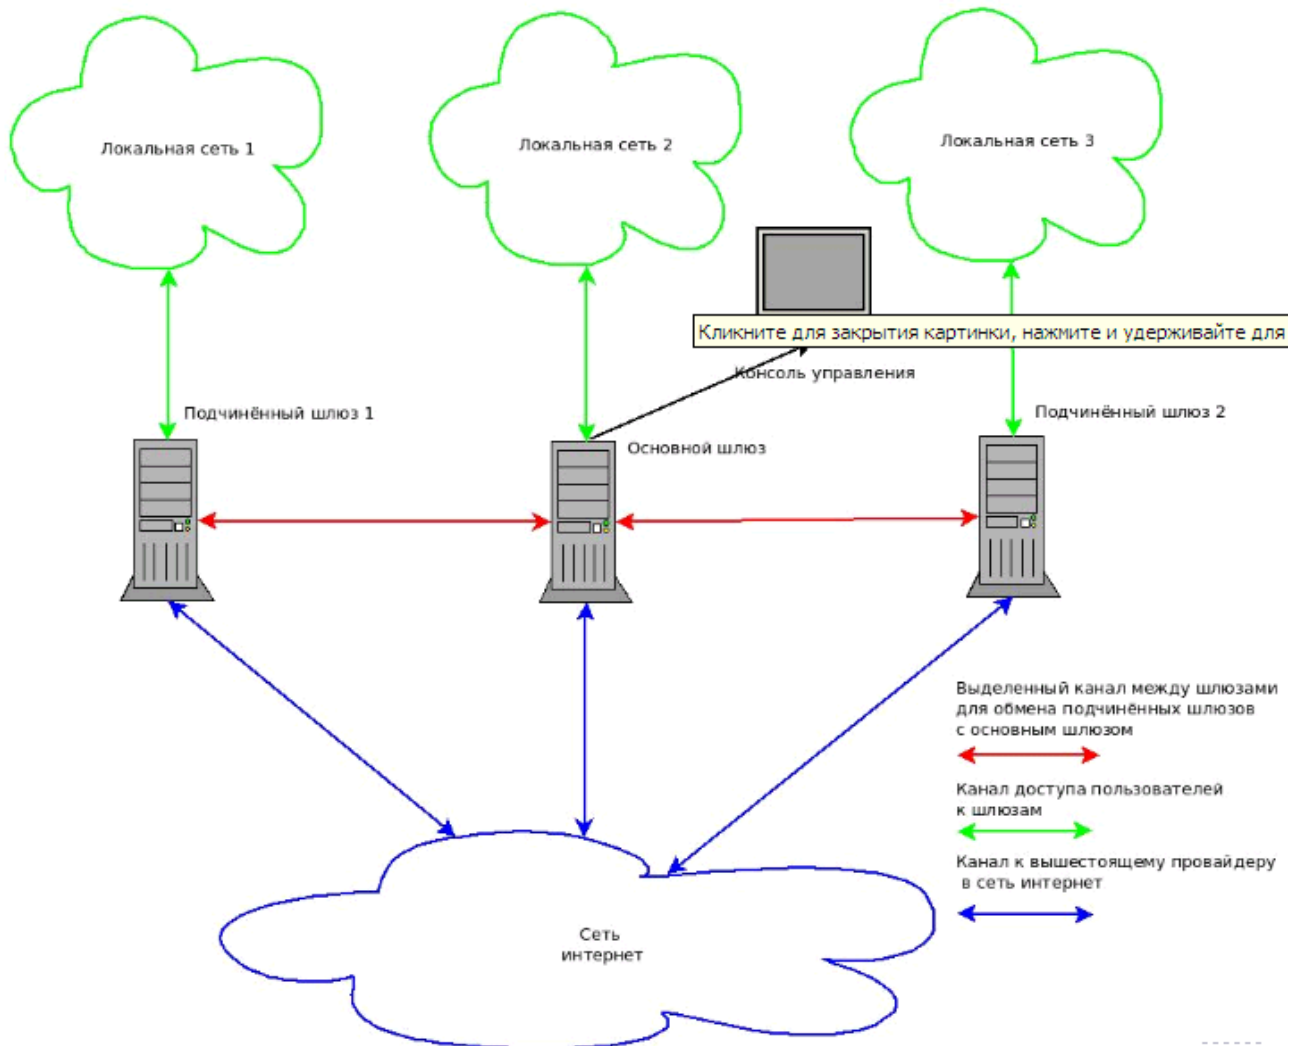 Локальная сеть 1
Локальная сеть 2
Локальная сеть 3
Кликните для закрытия картинки, нажмите и удерживайте для
Консоль управления
Подчинённый шлюз 1
Основной шлюз
Подчинённый шлюз 2
Выделенный канал между шлюзами
для обмена подчинённых шлюзов
с основным шлюзом
Канал доступа пользователей
к шлюзам
Канал к вышестоящему провайдеру
в сеть интернет
Сеть
интернет